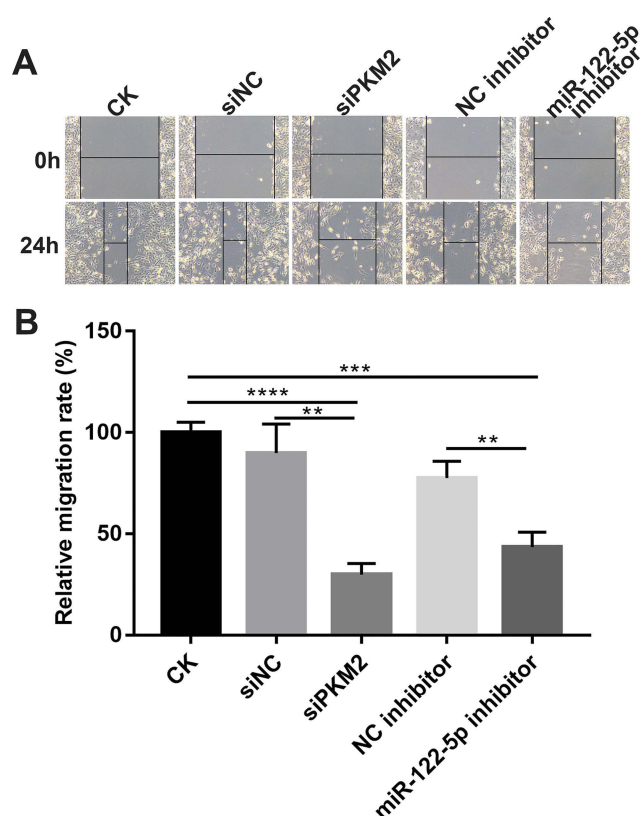 A
CK
siNC
siPKM2
NC inhibitor
miR-122-5p
inhibitor
0h
24h
B
Relative migration rate (%)
150
100
50
0
***
****
**
**
CK
siNC
siPKM2
NC inhibitor
miR-122-5p inhibitor